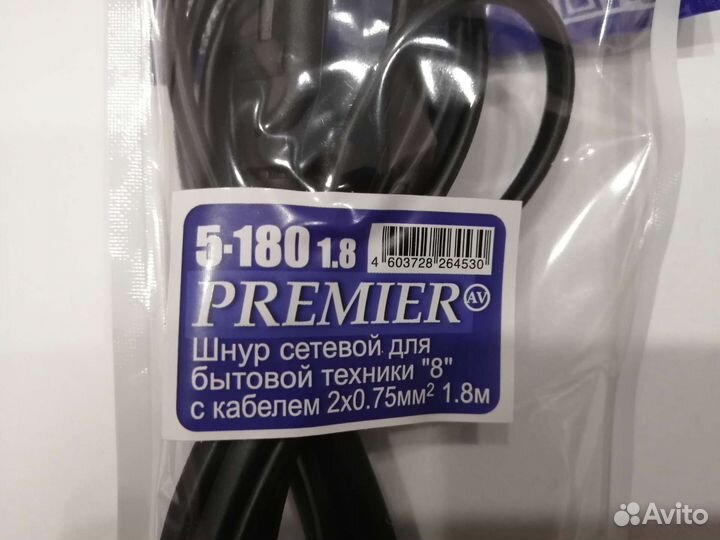 5-180 1.8
4 603728 264530
PREMIER AV
Шнур сетевой для
бытовой техники "8"
с кабелем 2x0.75мм² 1.8м
Avito